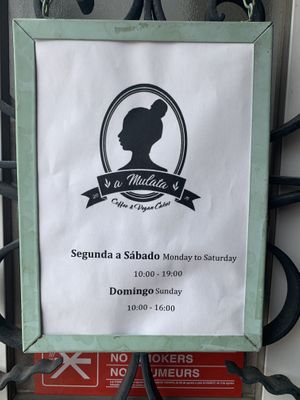 a Mulata
Coffee & Vegan Cakes
Segunda a Sábado Monday to Saturday
10:00 - 19:00
Domingo Sunday
10:00 - 16:00
NO SMOKERS
NO FUMEURS